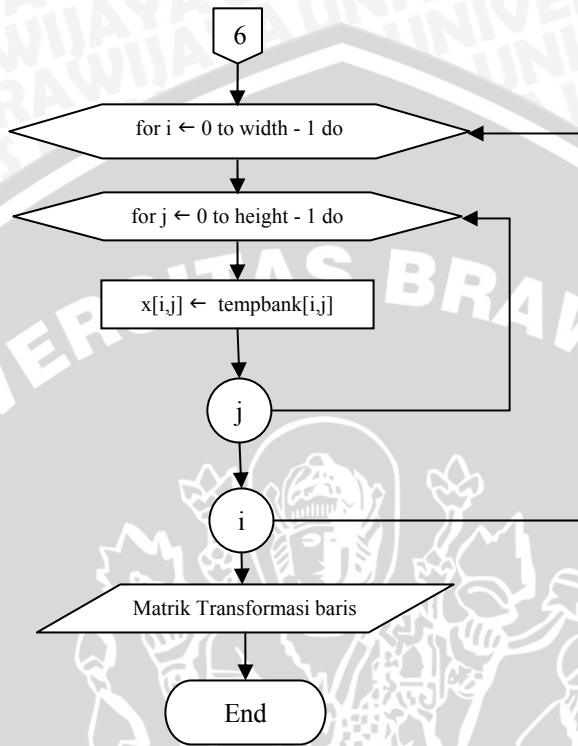 6
for i ← 0 to width - 1 do
for j ← 0 to height - 1 do
x[i,j] ← tempbank[i,j]
j
i
Matrik Transformasi baris
End